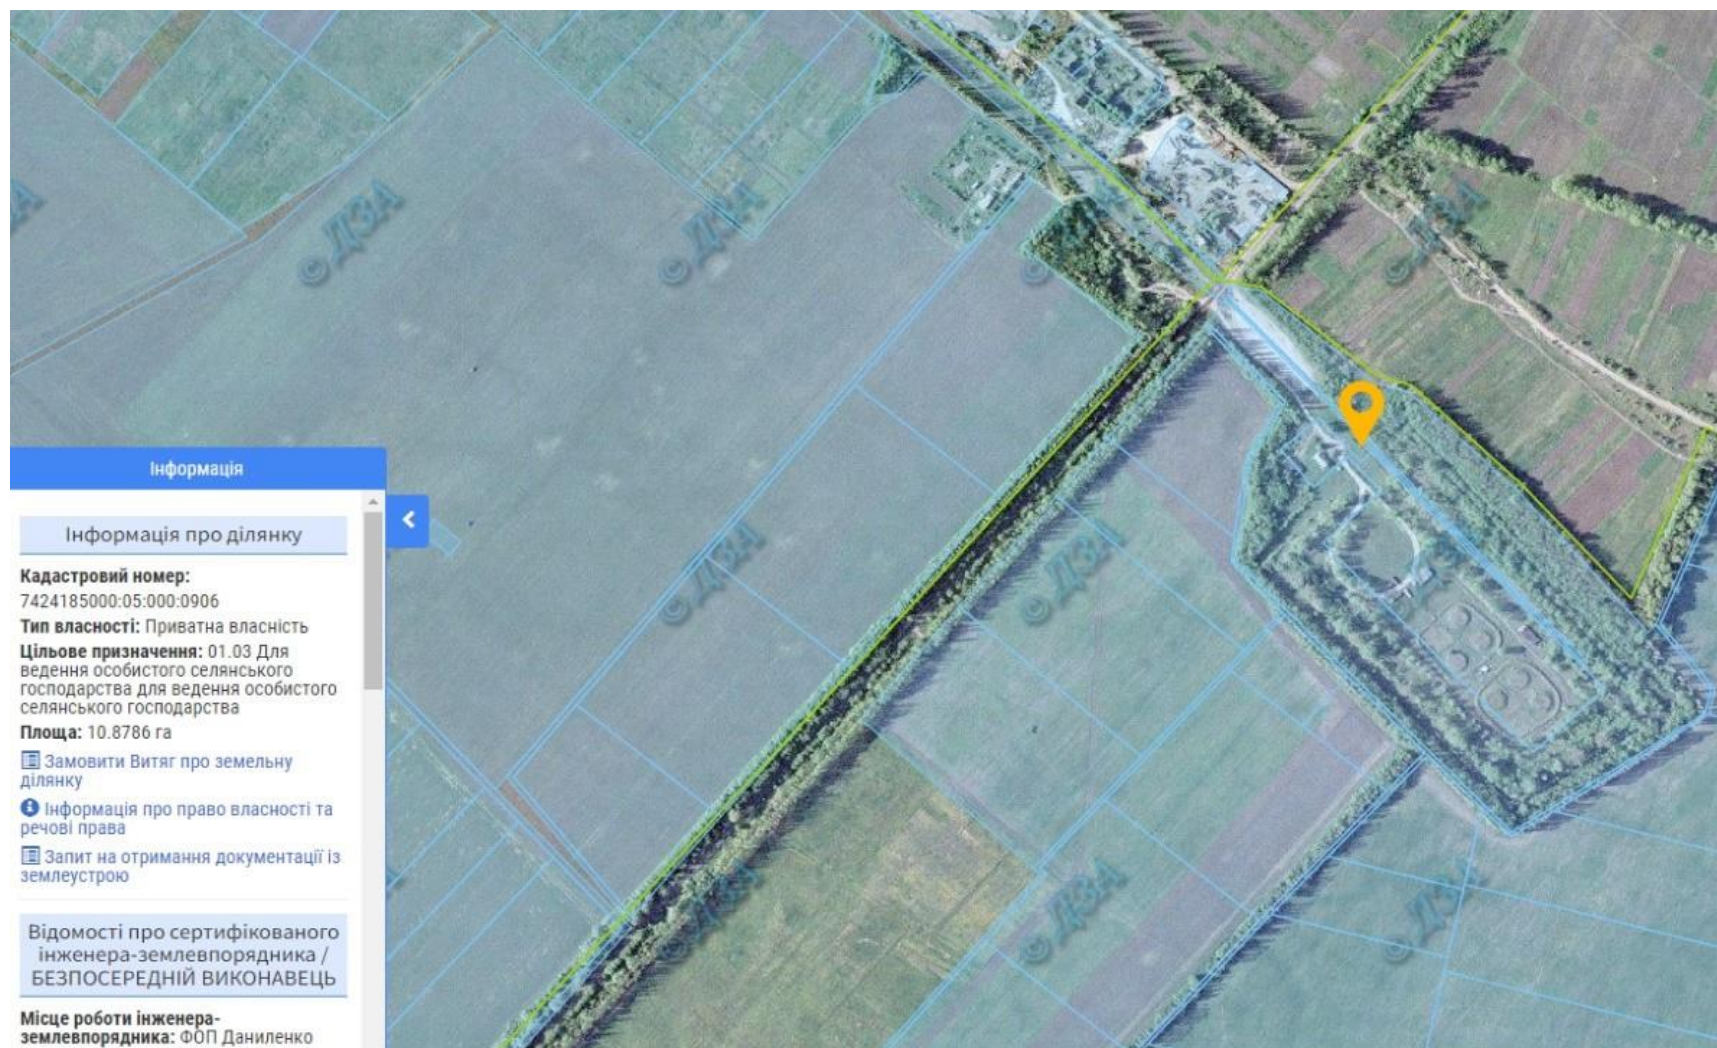 Інформація
Інформація про ділянку
Кадастровий номер:
7424185000:05:000:0906
Тип власності: Приватна власність
Цільове призначення: 01.03 Для
ведення особистого селянського
господарства для ведення особистого
селянського господарства
Площа: 10.8786 га
Замовити Витяг про земельну
ділянку
Інформація про право власності та
речові права
Запит на отримання документації із
землеустрою
Відомості про сертифікованого
інженера-землевпорядника /
БЕЗПОСЕРЕДНІЙ ВИКОНАВЕЦЬ
Місце роботи інженера-
землевпорядника: ФОП Даниленко
© ДЗА
© ДЗА
© ДЗА
© ДЗА
© ДЗА
© ДЗА
© ДЗА
© ДЗА
© ДЗА